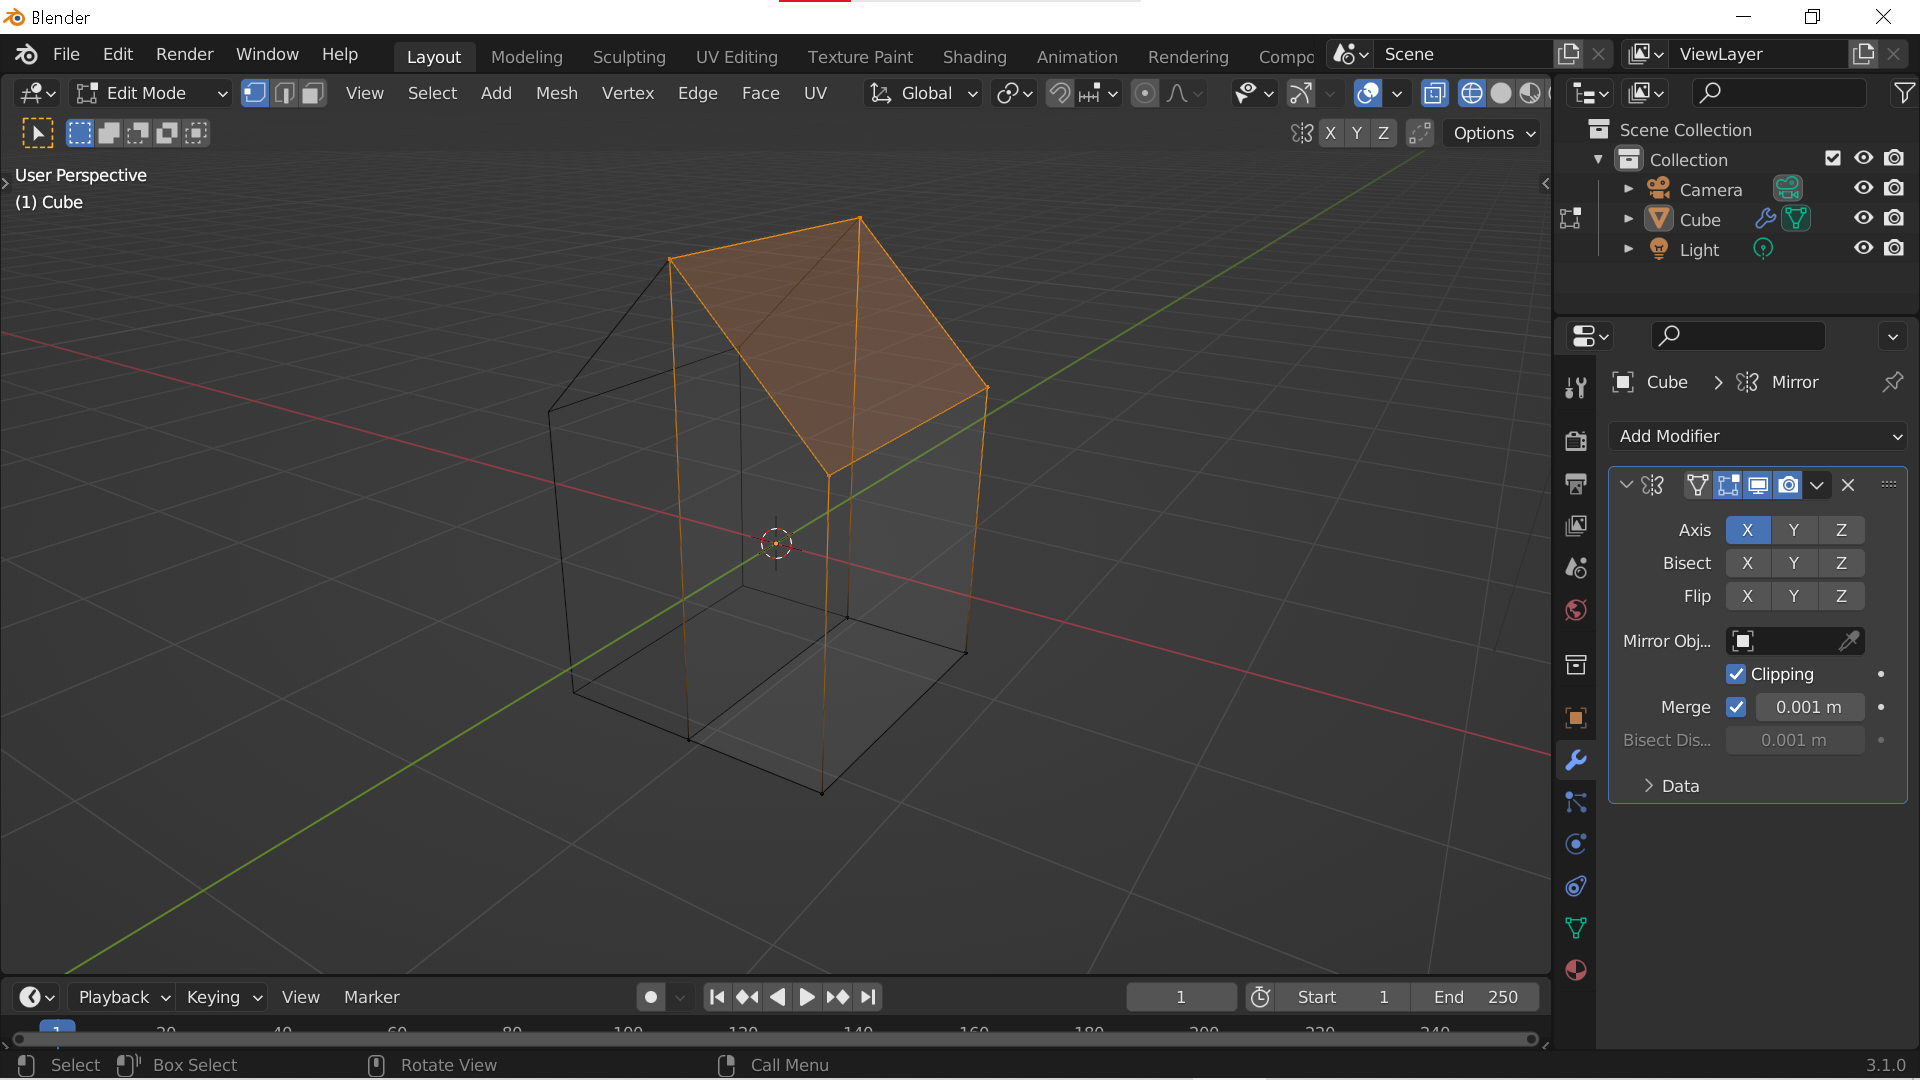 Blender
File Edit Render Window Help Layout Modeling Sculpting UV Editing Texture Paint Shading Animation Rendering Compo Scene ViewLayer
Edit Mode View Select Add Mesh Vertex Edge Face UV Global
X Y Z Options
User Perspective
(1) Cube
Scene Collection
Collection
Camera
Cube
Light
Cube > Mirror
Add Modifier
Axis X Y Z
Bisect X Y Z
Flip X Y Z
Mirror Obj...
Clipping
Merge 0.001 m
Bisect Dis... 0.001 m
Data
Playback Keying View Marker 1 Start 1 End 250
1 20 40 60 80 100 120 140 160 180 200 220 240
Select Box Select Rotate View Call Menu 3.1.0